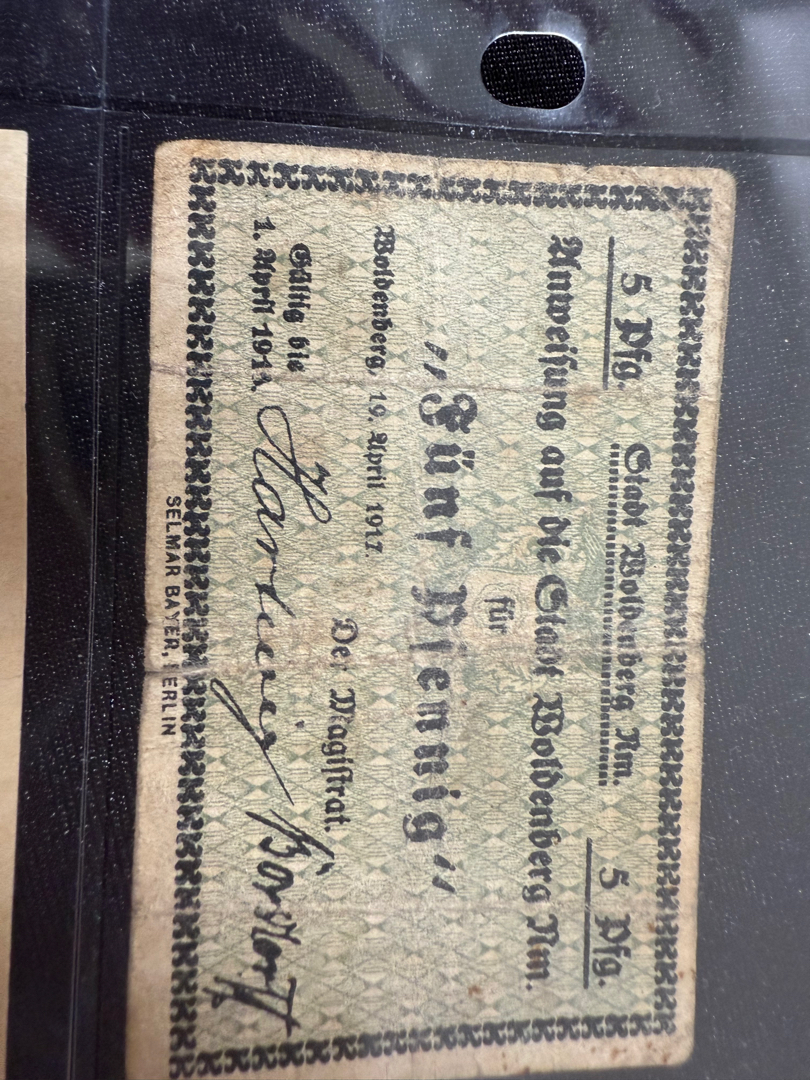 5 Pfg. Stadt Woldenberg Nm. 5 Pfg.
Anweisung auf die Stadt Woldenberg Nm.
für
„Fünf Pfennig“
Woldenberg, 19. April 1917.
Gültig bis
1. April
Der Magistrat.
SELMAR BAYER, BERLIN